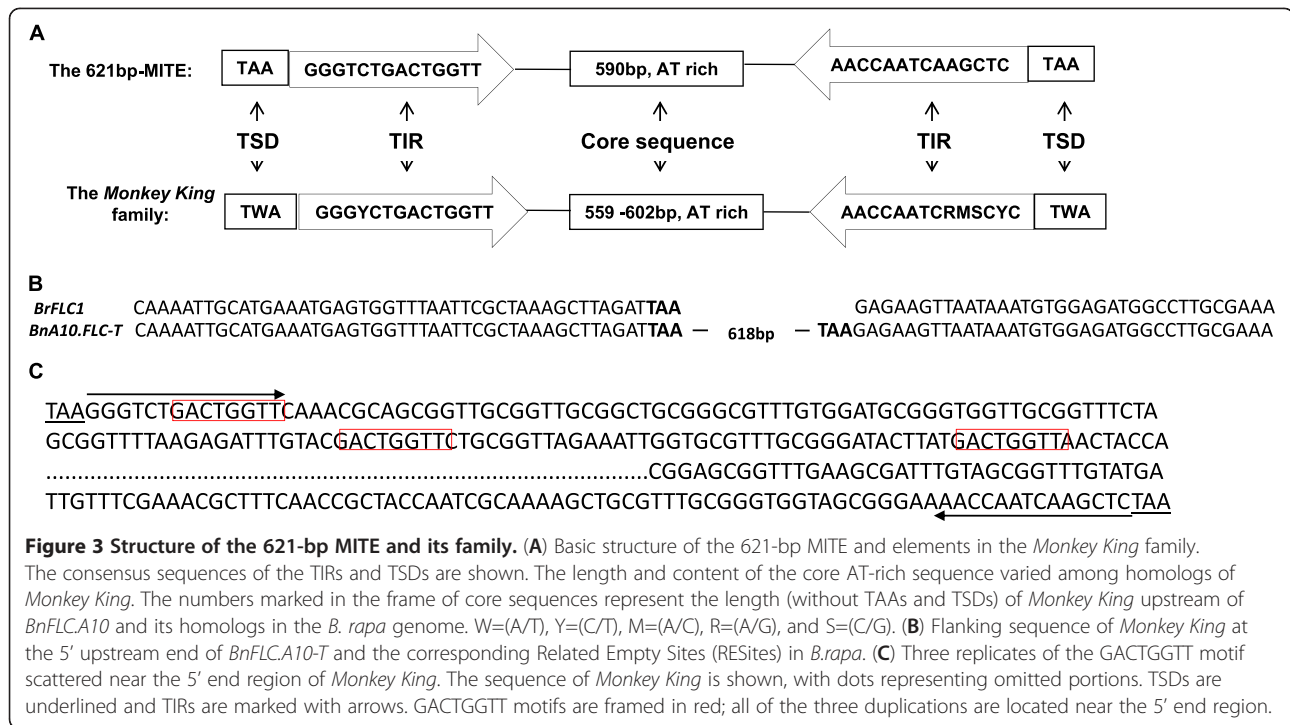 A
The 621bp-MITE: TAA GGGTCTGACTGGTT 590bp, AT rich AACCAATCAAGCTC TAA
TSD TIR Core sequence TIR TSD
The Monkey King family: TWA GGGYCTGACTGGTT 559 -602bp, AT rich AACCAATCRMSCYC TWA
B
BrFLC1 CAAAATTGCATGAAATGAGTGGTTTAATTCGCTAAAGCTTAGATTAA GAGAAGTTAATAAATGTGGAGATGGCCTTGCGAAA
BnA10.FLC-T CAAAATTGCATGAAATGAGTGGTTTAATTCGCTAAAGCTTAGATTAA — 618bp — TAAGAGAAGTTAATAAATGTGGAGATGGCCTTGCGAAA
C
TAAGGGTCTGACTGGTTCAAACGCAGCGGTTGCGGTTGCGGCTGCGGGCGTTTGTGGATGCGGGTGGTTGCGGTTTCTA
GCGGTTTTAAGAGATTTGTACGACTGGTTCTGCGGTTAGAAATTGGTGCGTTTGCGGGATACTTATGACTGGTTAACTACCA
................................................................................................CGGAGCGGTTTGAAGCGATTTGTAGCGGTTTGTATGA
TTGTTTCGAAACGCTTTCAACCGCTACCAATCGCAAAAGCTGCGTTTGCGGGTGGTAGCGGGAAAACCAATCAAGCTCTAA
Figure 3 Structure of the 621-bp MITE and its family. (A) Basic structure of the 621-bp MITE and elements in the Monkey King family.
The consensus sequences of the TIRs and TSDs are shown. The length and content of the core AT-rich sequence varied among homologs of
Monkey King. The numbers marked in the frame of core sequences represent the length (without TAAs and TSDs) of Monkey King upstream of
BnFLC.A10 and its homologs in the B. rapa genome. W=(A/T), Y=(C/T), M=(A/C), R=(A/G), and S=(C/G). (B) Flanking sequence of Monkey King at
the 5’ upstream end of BnFLC.A10-T and the corresponding Related Empty Sites (RESites) in B.rapa. (C) Three replicates of the GACTGGTT motif
scattered near the 5’ end region of Monkey King. The sequence of Monkey King is shown, with dots representing omitted portions. TSDs are
underlined and TIRs are marked with arrows. GACTGGTT motifs are framed in red; all of the three duplications are located near the 5’ end region.